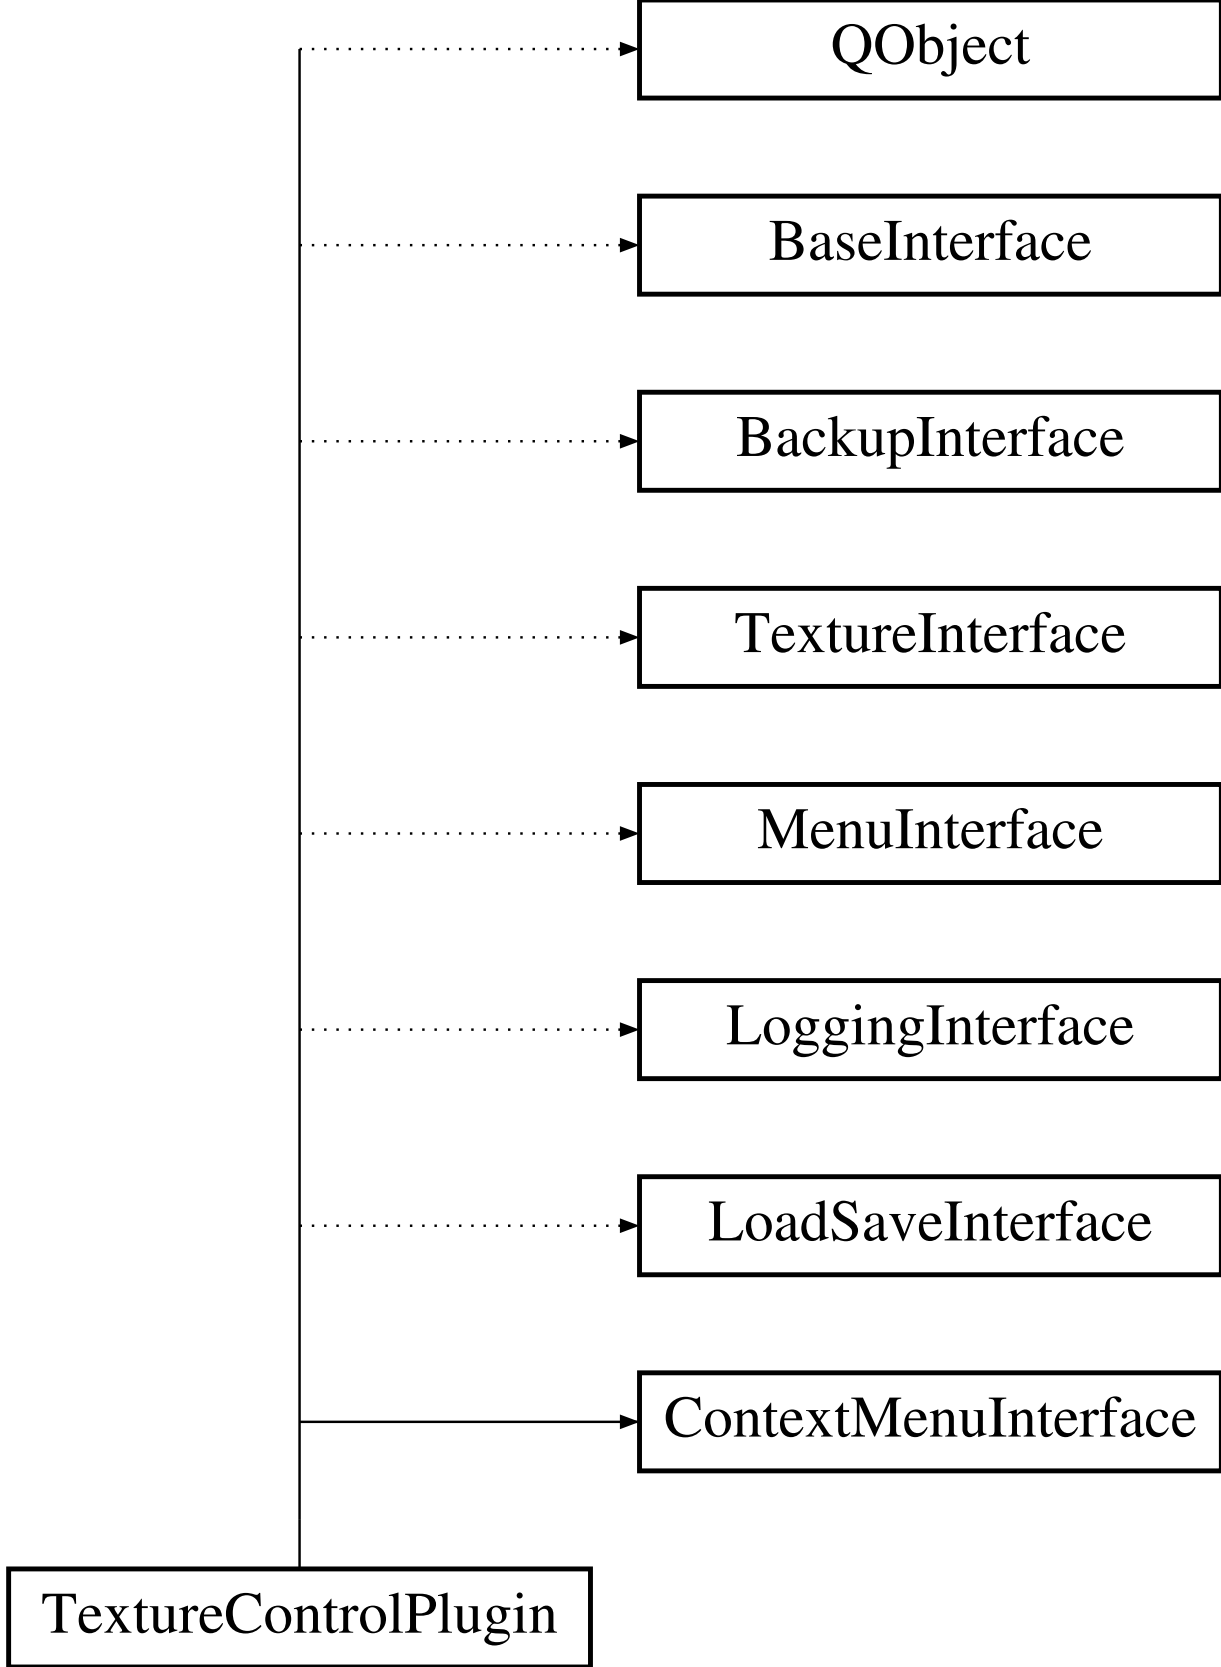 QObject
BaseInterface
BackupInterface
TextureInterface
MenuInterface
LoggingInterface
LoadSaveInterface
ContextMenuInterface
TextureControlPlugin